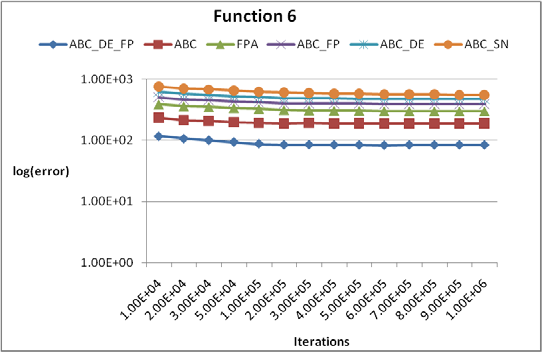 Function 6
ABC_DE_FP ABC FPA ABC_FP ABC_DE ABC_SN
1.00E+03
1.00E+02
log(error)
1.00E+01
1.00E+00
1.00E+04 2.00E+04 3.00E+04 5.00E+04 1.00E+05 2.00E+05 3.00E+05 4.00E+05 5.00E+05 6.00E+05 7.00E+05 8.00E+05 9.00E+05 1.00E+06
Iterations